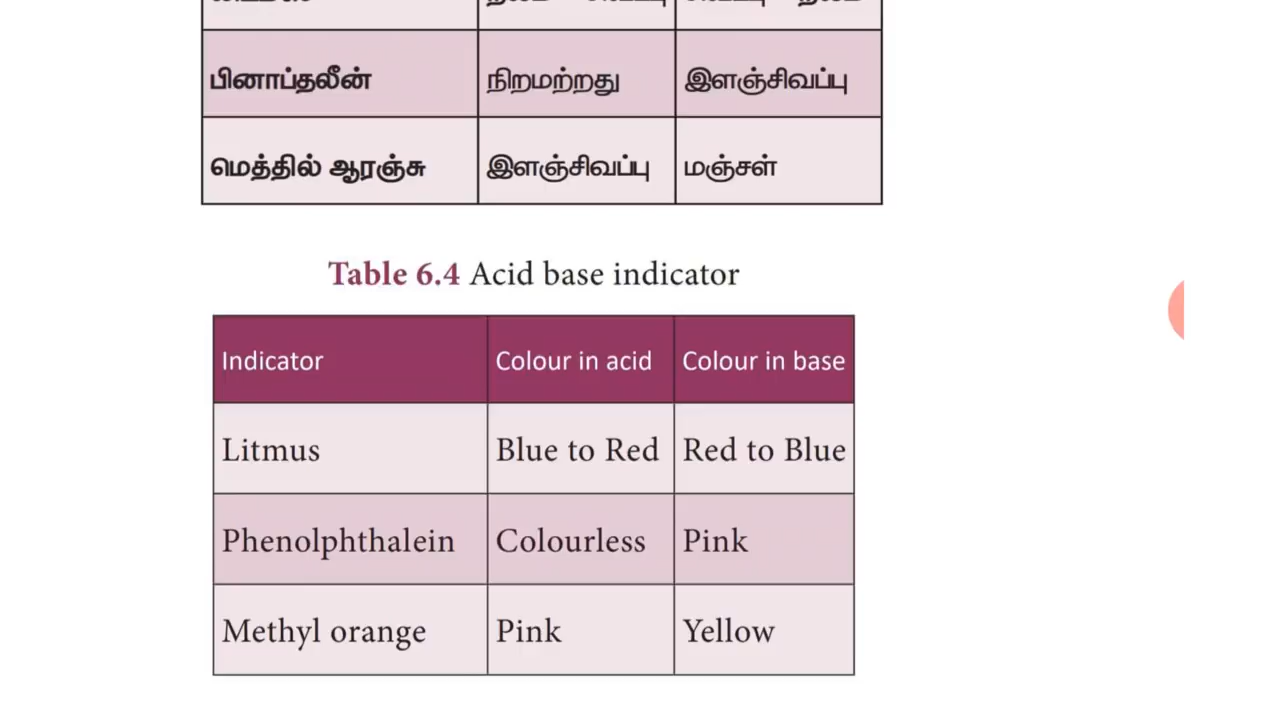 பினாப்தலீன் நிறமற்றது இளஞ்சிவப்பு
மெத்தில் ஆரஞ்சு இளஞ்சிவப்பு மஞ்சள்
Table 6.4 Acid base indicator
Indicator Colour in acid Colour in base
Litmus Blue to Red Red to Blue
Phenolphthalein Colourless Pink
Methyl orange Pink Yellow